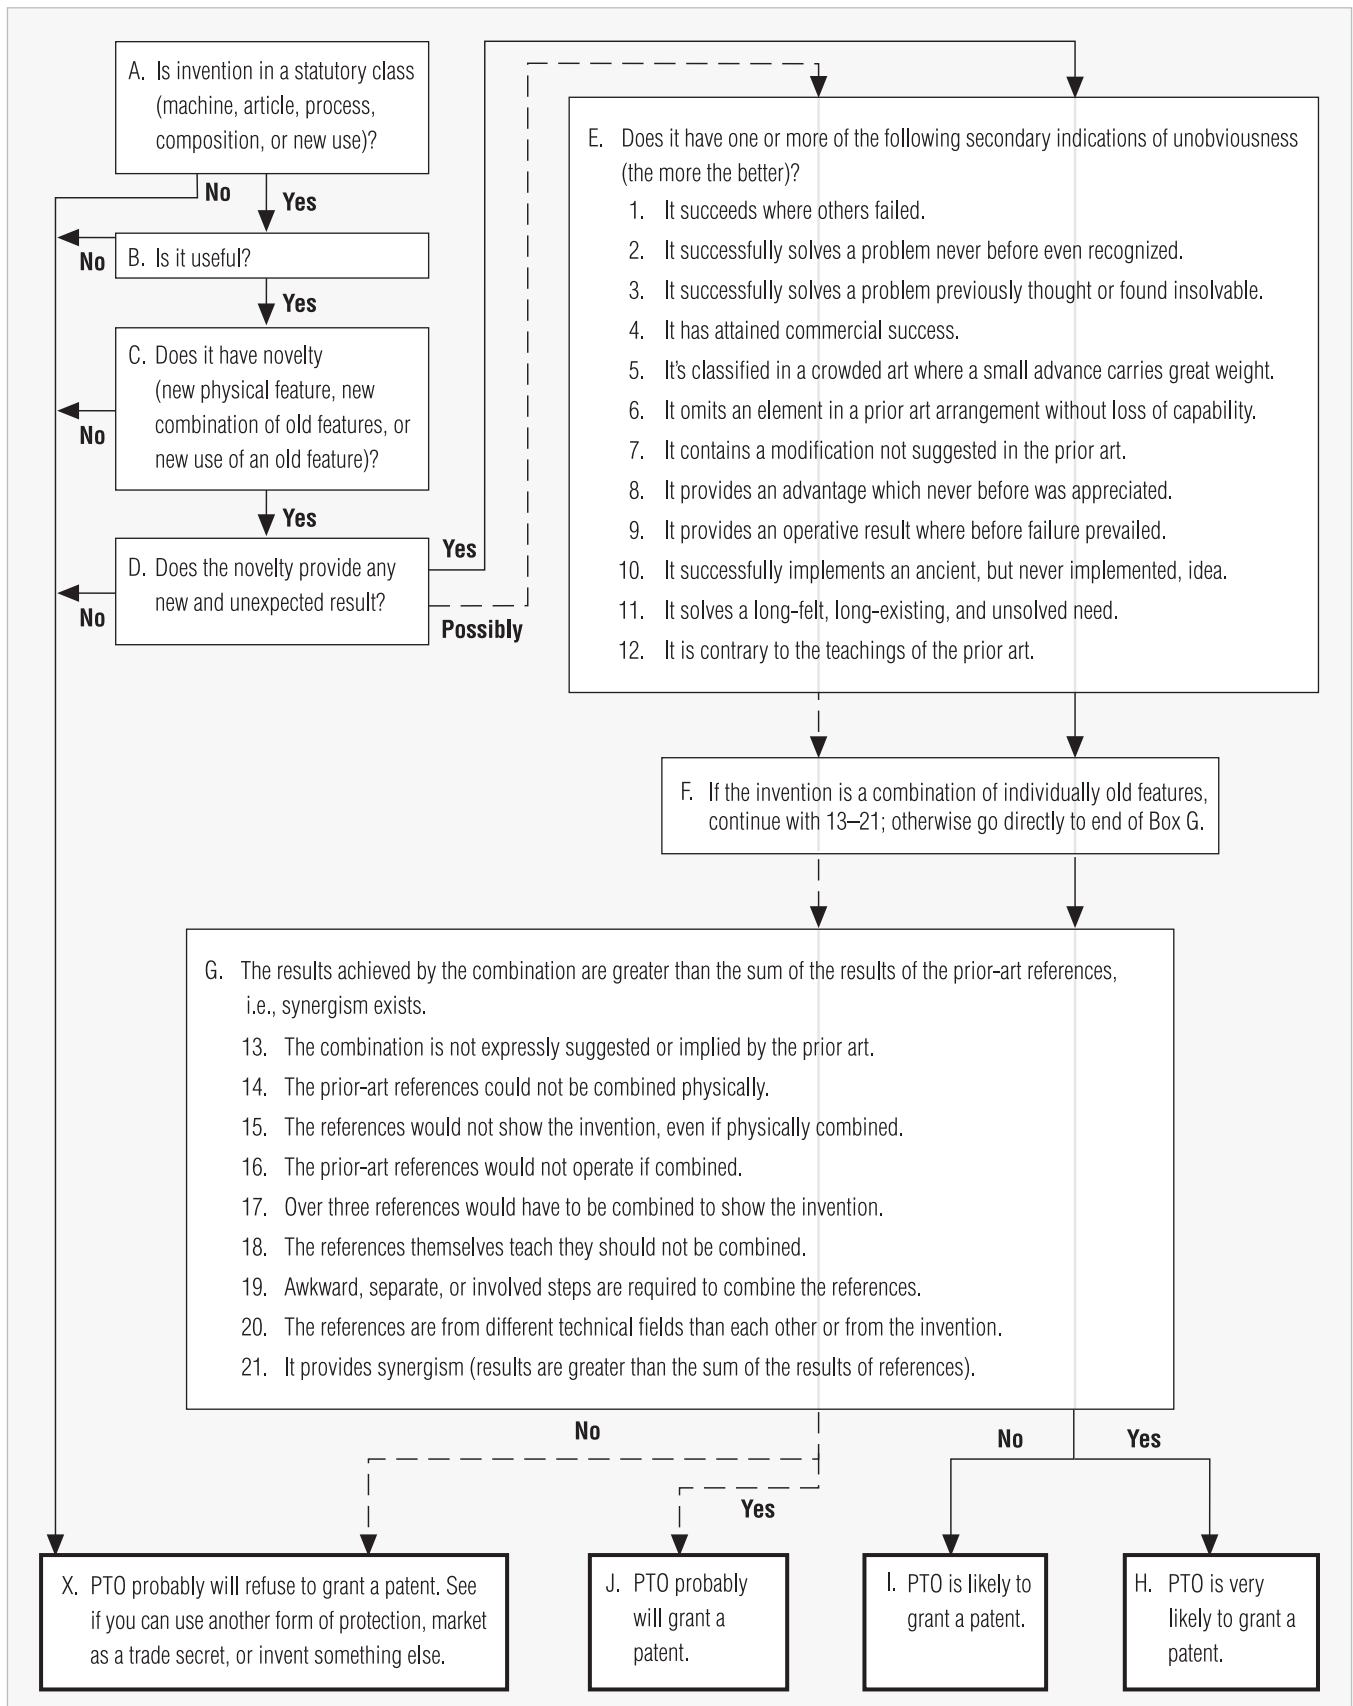 A. Is invention in a statutory class
(machine, article, process,
composition, or new use)?
No
Yes
B. Is it useful?
No
Yes
C. Does it have novelty
(new physical feature, new
combination of old features, or
new use of an old feature)?
No
Yes
D. Does the novelty provide any
new and unexpected result?
No
Yes
Possibly
E. Does it have one or more of the following secondary indications of unobviousness
(the more the better)?
1. It succeeds where others failed.
2. It successfully solves a problem never before even recognized.
3. It successfully solves a problem previously thought or found insolvable.
4. It has attained commercial success.
5. It's classified in a crowded art where a small advance carries great weight.
6. It omits an element in a prior art arrangement without loss of capability.
7. It contains a modification not suggested in the prior art.
8. It provides an advantage which never before was appreciated.
9. It provides an operative result where before failure prevailed.
10. It successfully implements an ancient, but never implemented, idea.
11. It solves a long-felt, long-existing, and unsolved need.
12. It is contrary to the teachings of the prior art.
F. If the invention is a combination of individually old features,
continue with 13–21; otherwise go directly to end of Box G.
G. The results achieved by the combination are greater than the sum of the results of the prior-art references,
i.e., synergism exists.
13. The combination is not expressly suggested or implied by the prior art.
14. The prior-art references could not be combined physically.
15. The references would not show the invention, even if physically combined.
16. The prior-art references would not operate if combined.
17. Over three references would have to be combined to show the invention.
18. The references themselves teach they should not be combined.
19. Awkward, separate, or involved steps are required to combine the references.
20. The references are from different technical fields than each other or from the invention.
21. It provides synergism (results are greater than the sum of the results of references).
No
Yes
No
Yes
X. PTO probably will refuse to grant a patent. See
if you can use another form of protection, market
as a trade secret, or invent something else.
J. PTO probably
will grant a
patent.
I. PTO is likely to
grant a patent.
H. PTO is very
likely to grant a
patent.